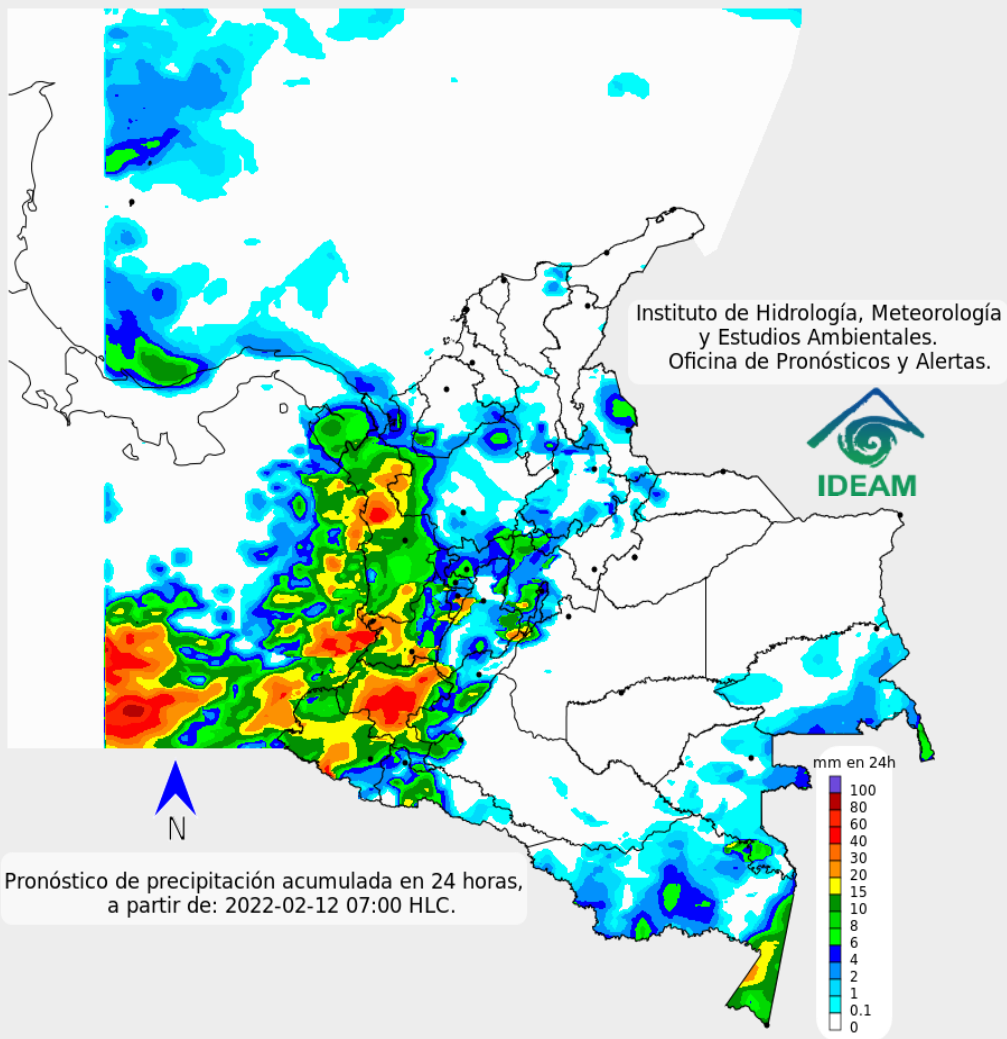 Instituto de Hidrología, Meteorología
y Estudios Ambientales.
Oficina de Pronósticos y Alertas.
IDEAM
mm en 24h
100
80
60
40
30
20
15
10
8
6
4
2
1
0.1
0
N
Pronóstico de precipitación acumulada en 24 horas,
a partir de: 2022-02-12 07:00 HLC.